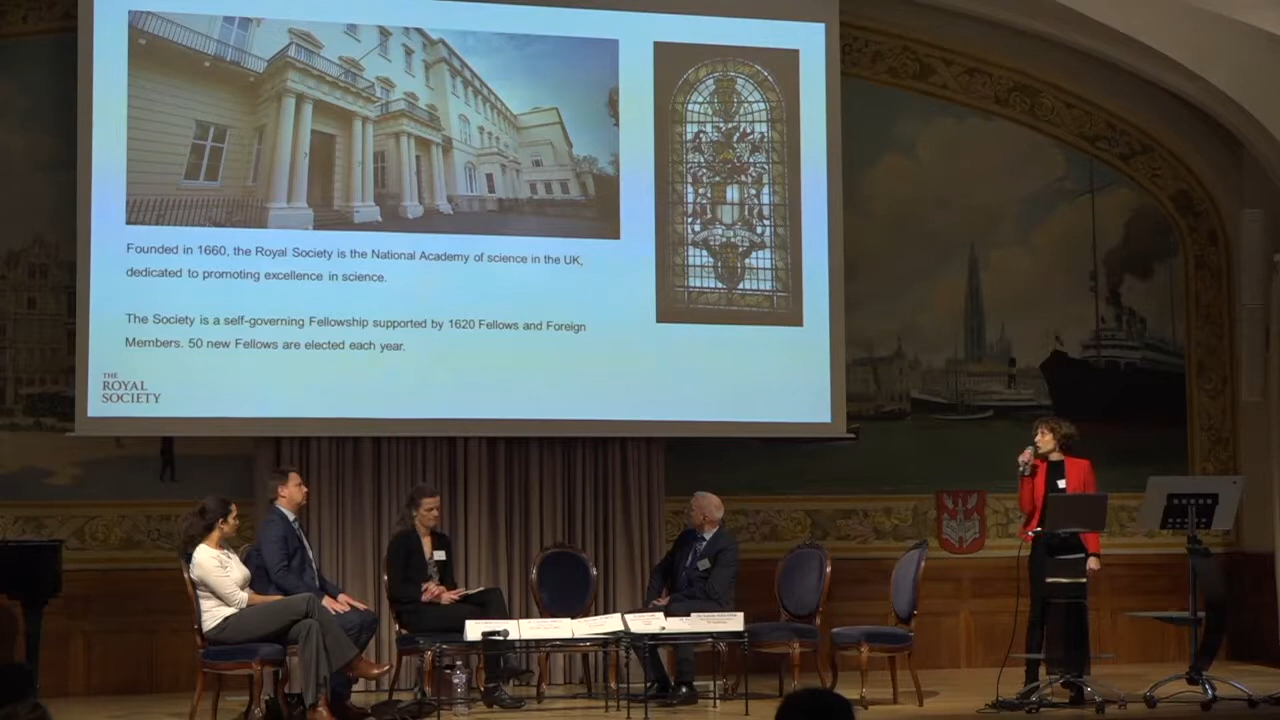 Founded in 1660, the Royal Society is the National Academy of science in the UK,
dedicated to promoting excellence in science.
The Society is a self-governing Fellowship supported by 1620 Fellows and Foreign
Members. 50 new Fellows are elected each year.
THE
ROYAL
SOCIETY